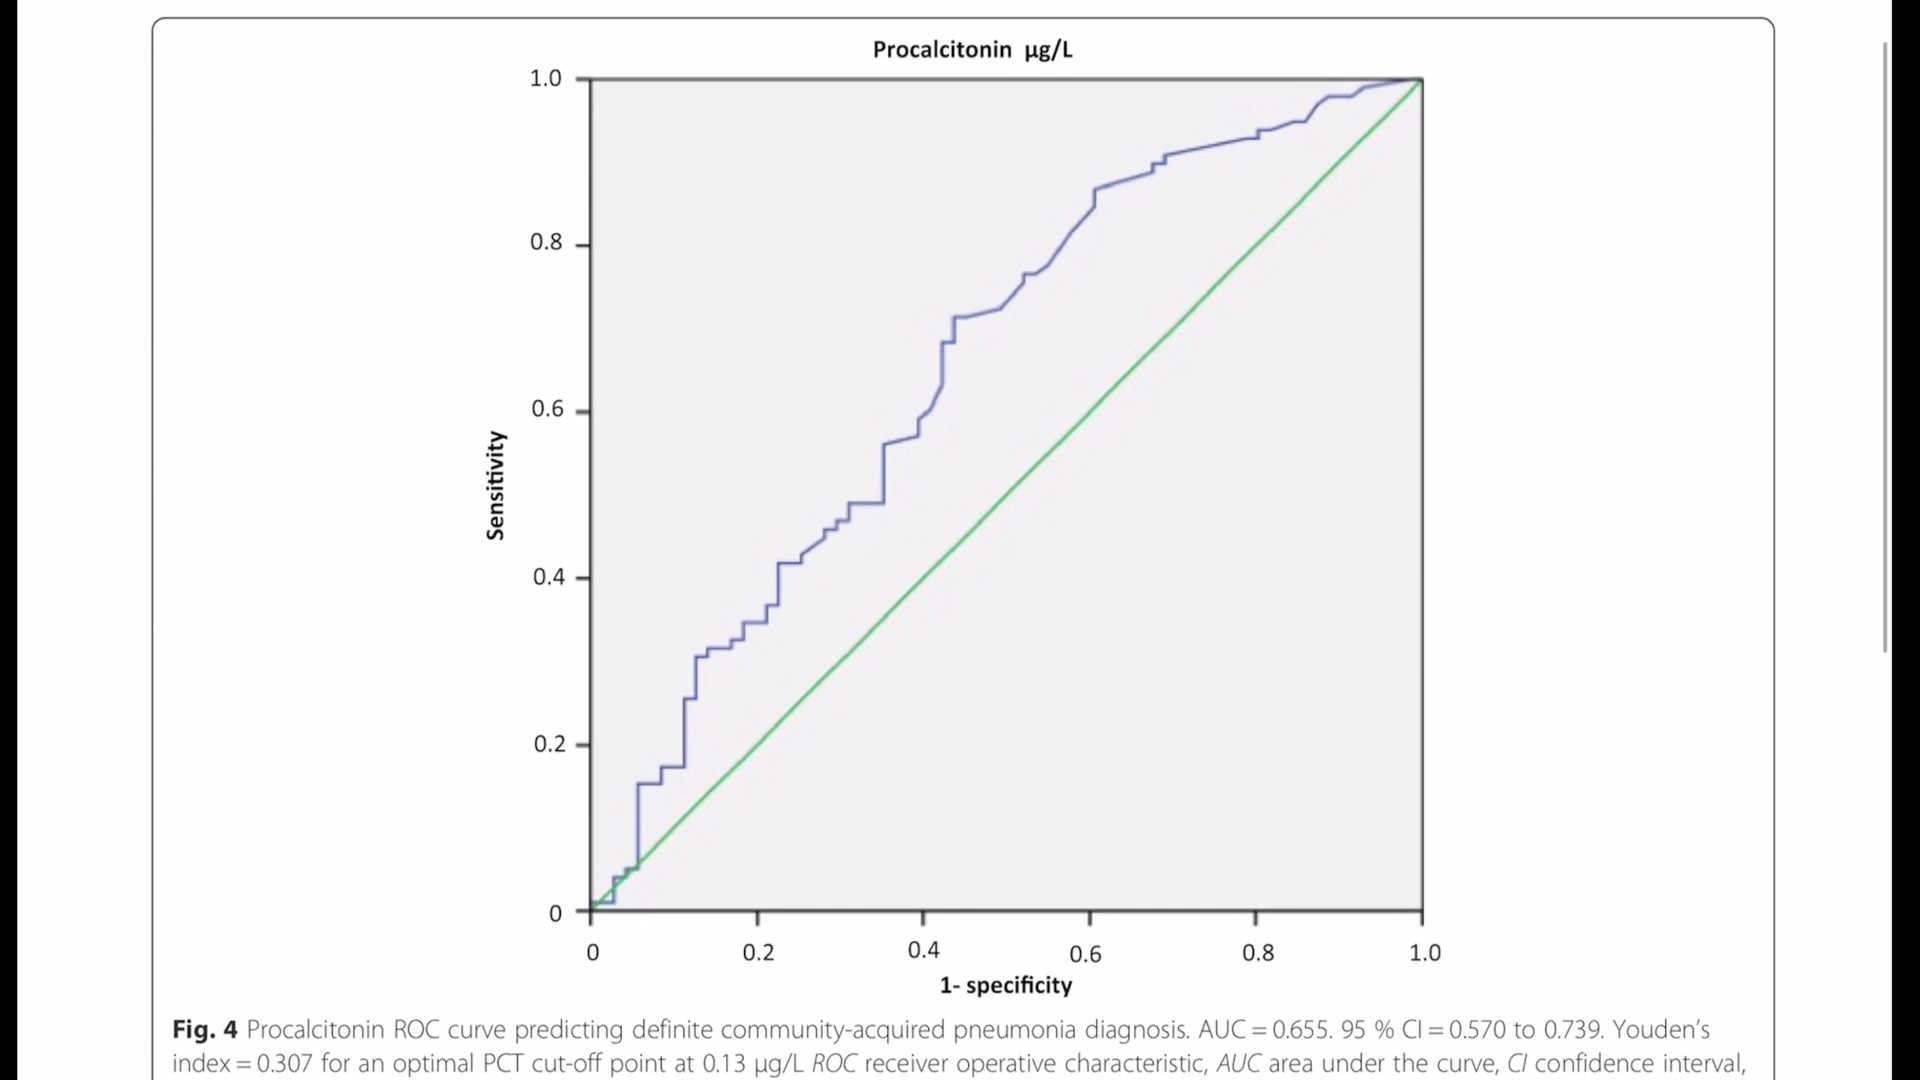 Procalcitonin µg/L
1.0
0.8
0.6
0.4
0.2
0
Sensitivity
0 0.2 0.4 0.6 0.8 1.0
1- specificity
Fig. 4 Procalcitonin ROC curve predicting definite community-acquired pneumonia diagnosis. AUC = 0.655. 95 % CI = 0.570 to 0.739. Youden's
index = 0.307 for an optimal PCT cut-off point at 0.13 µg/L ROC receiver operative characteristic, AUC area under the curve, CI confidence interval,